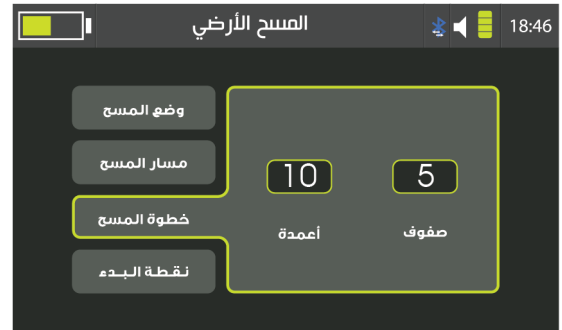 المسح الأرضي
18:46
وضع المسح
مسار المسح
خطوة المسح
نقطة البدء
5
صفوف
10
أعمدة